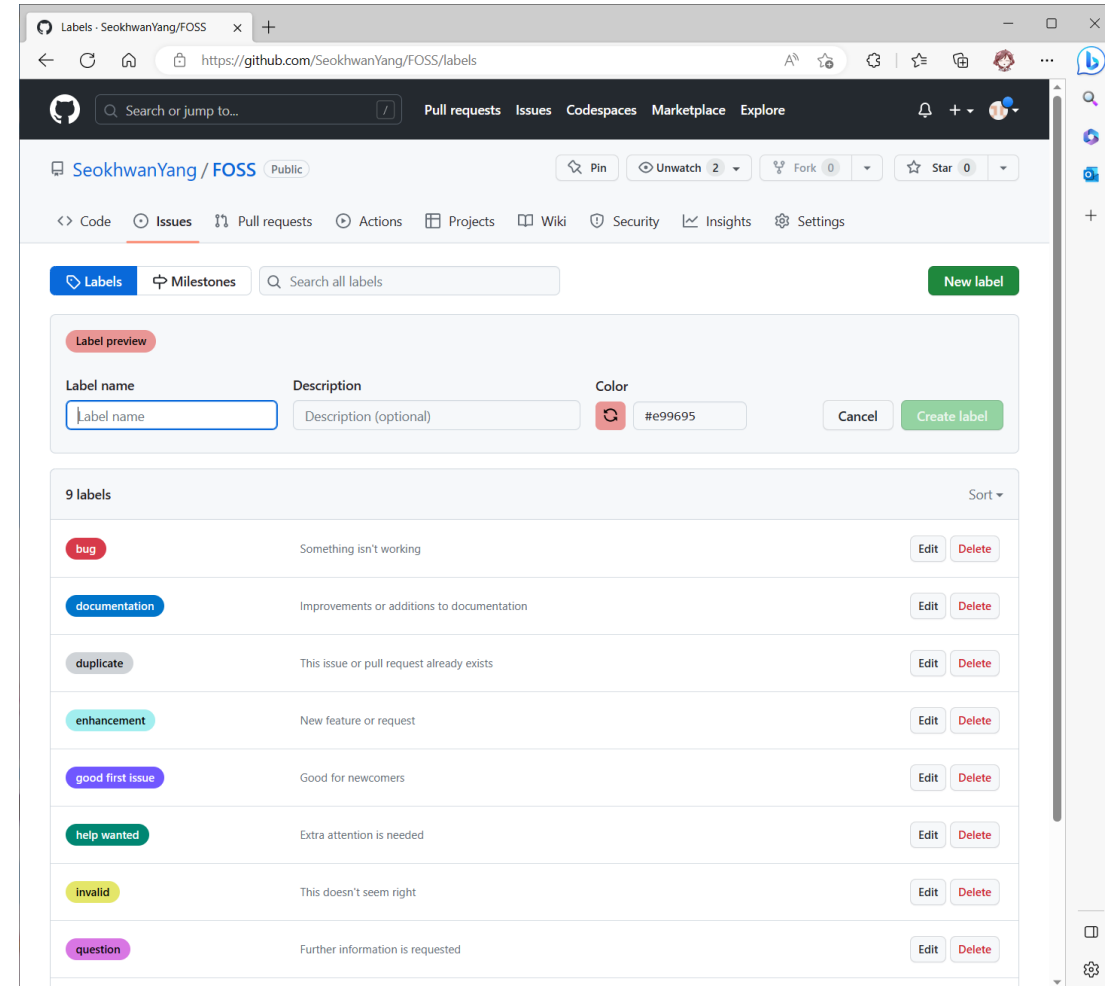 Labels · SeokhwanYang/FOSS
https://github.com/SeokhwanYang/FOSS/labels
Search or jump to... / Pull requests Issues Codespaces Marketplace Explore
SeokhwanYang / FOSS Public Pin Unwatch 2 Fork 0 Star 0
Code Issues Pull requests Actions Projects Wiki Security Insights Settings
Labels Milestones Search all labels New label
Label preview
Label name Description Color
Label name Description (optional) #e99695 Cancel Create label
9 labels Sort
bug Something isn't working Edit Delete
documentation Improvements or additions to documentation Edit Delete
duplicate This issue or pull request already exists Edit Delete
enhancement New feature or request Edit Delete
good first issue Good for newcomers Edit Delete
help wanted Extra attention is needed Edit Delete
invalid This doesn't seem right Edit Delete
question Further information is requested Edit Delete